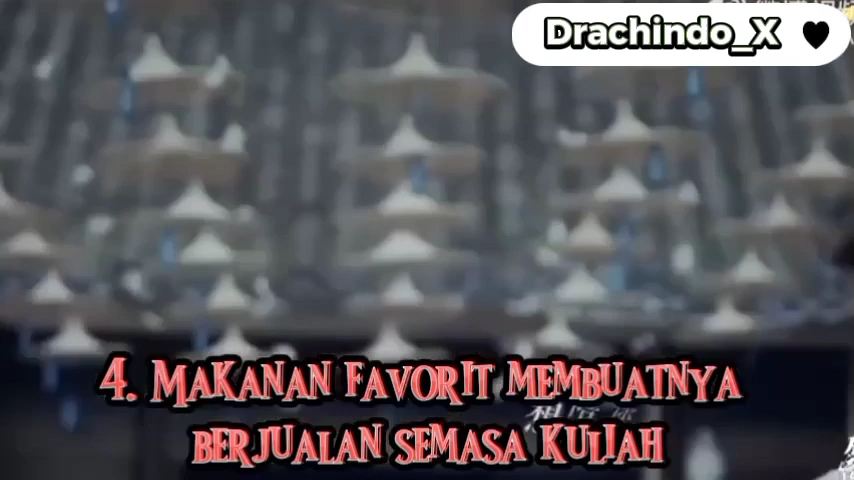 Drachindo_X 🖤
4. MAKANAN FAVORIT MEMBUATNYA
BERJUALAN SEMASA KULIAH